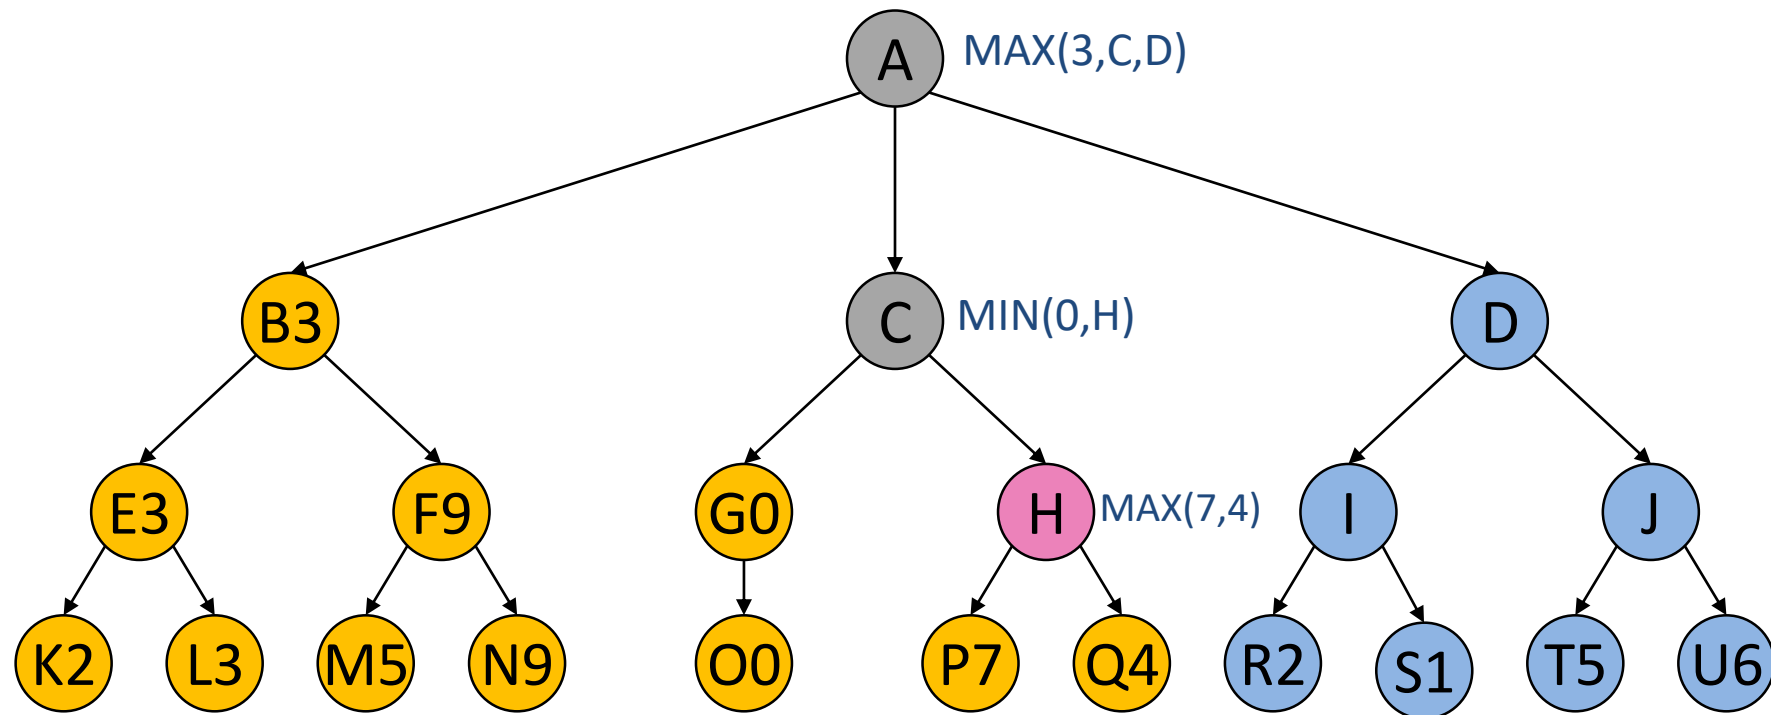 A MAX(3,C,D)
B3 C MIN(0,H) D
E3 F9 G0 H MAX(7,4) I J
K2 L3 M5 N9 O0 P7 Q4 R2 S1 T5 U6